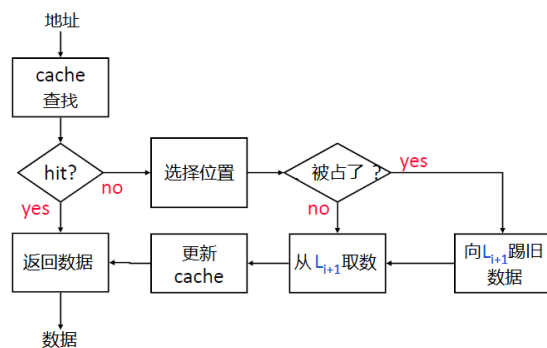 地址
cache
查找
hit?
no
yes
选择位置
被占了 ?
yes
no
返回数据
更新
cache
从 Li+1取数
向Li+1踢旧
数据
数据